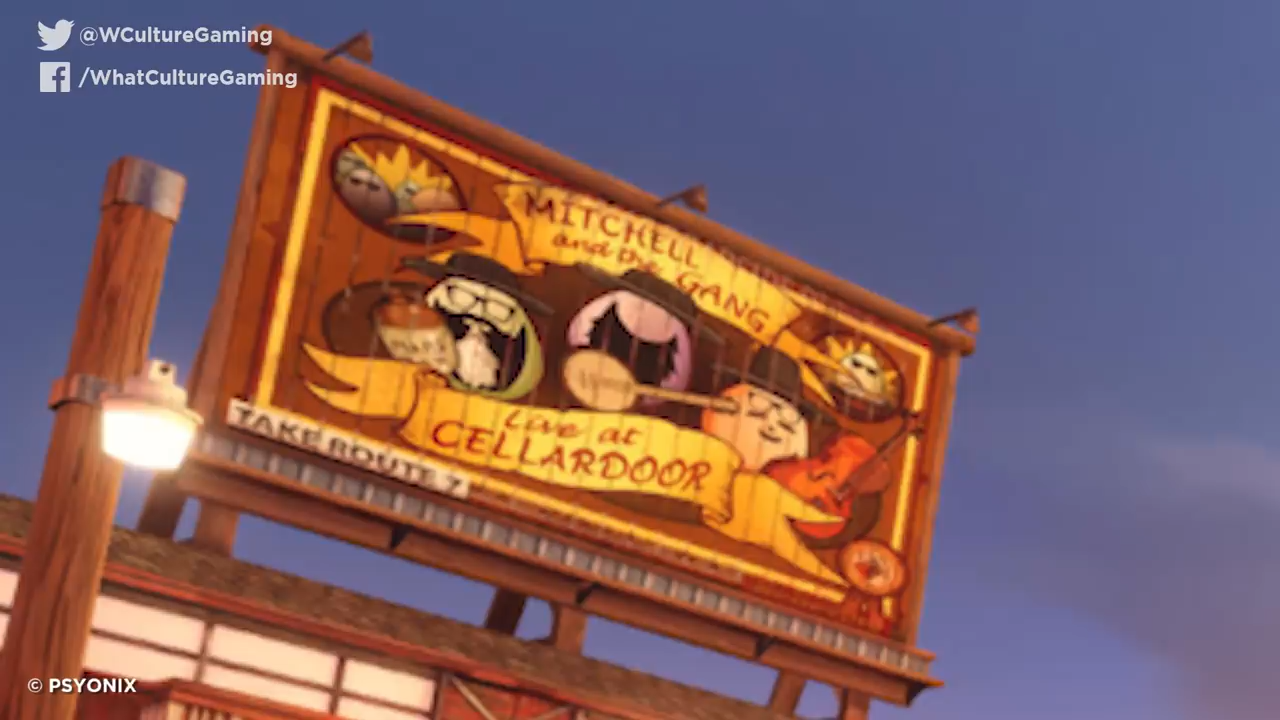 @WCultureGaming
/WhatCultureGaming
MITCHELL
and the GANG
Live at
CELLARDOOR
TAKE ROUTE 7
© PSYONIX